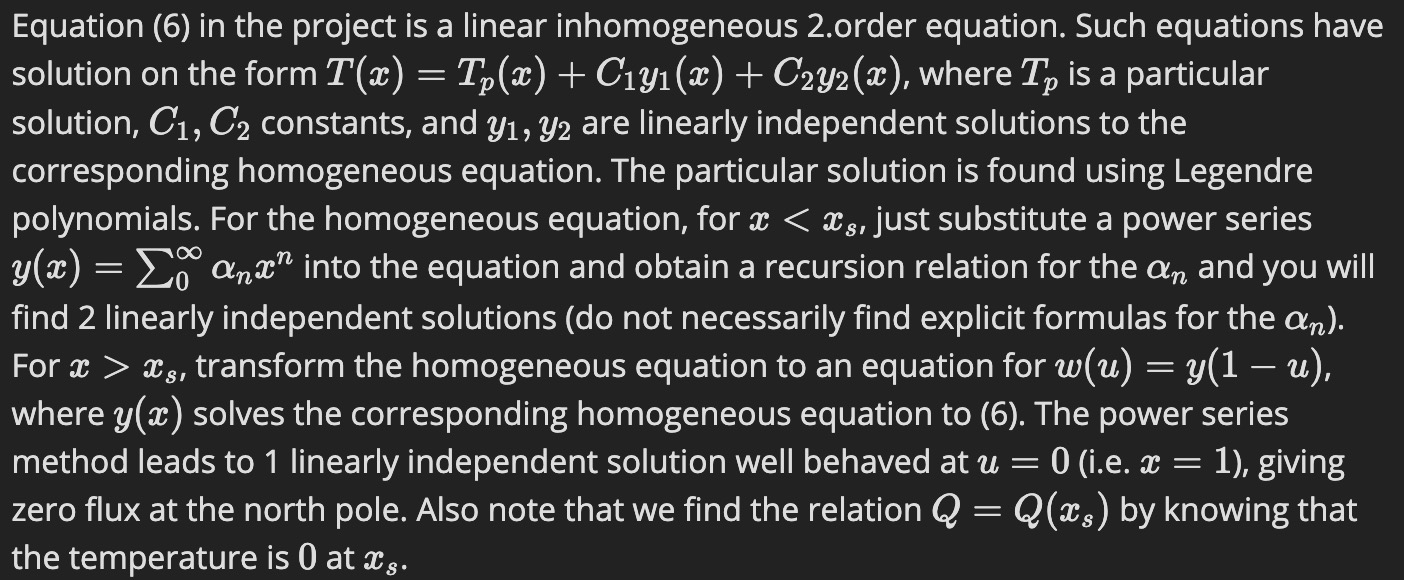 Equation (6) in the project is a linear inhomogeneous 2.order equation. Such equations have
solution on the form T(x) = T_p(x) + C_1y_1(x) + C_2y_2(x), where T_p is a particular
solution, C_1, C_2 constants, and y_1, y_2 are linearly independent solutions to the
corresponding homogeneous equation. The particular solution is found using Legendre
polynomials. For the homogeneous equation, for x < x_s, just substitute a power series
y(x) = ∑_0^∞ α_n x^n into the equation and obtain a recursion relation for the α_n and you will
find 2 linearly independent solutions (do not necessarily find explicit formulas for the α_n).
For x > x_s, transform the homogeneous equation to an equation for w(u) = y(1 − u),
where y(x) solves the corresponding homogeneous equation to (6). The power series
method leads to 1 linearly independent solution well behaved at u = 0 (i.e. x = 1), giving
zero flux at the north pole. Also note that we find the relation Q = Q(x_s) by knowing that
the temperature is 0 at x_s.